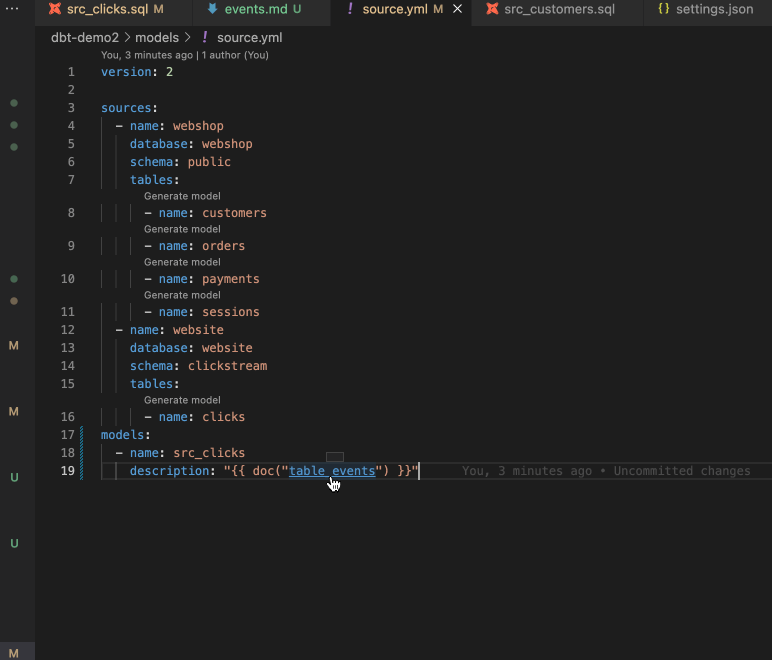 src_clicks.sql M
events.md U
! source.yml M
src_customers.sql
{} settings.json
dbt-demo2 > models > ! source.yml
You, 3 minutes ago | 1 author (You)
1 version: 2
2
3 sources:
4 - name: webshop
5 database: webshop
6 schema: public
7 tables:
Generate model
8 - name: customers
Generate model
9 - name: orders
Generate model
10 - name: payments
Generate model
11 - name: sessions
12 - name: website
13 database: website
14 schema: clickstream
15 tables:
Generate model
16 - name: clicks
17 models:
18 - name: src_clicks
19 description: "{{ doc("table_events") }}" You, 3 minutes ago • Uncommitted changes
M
M
U
U
M